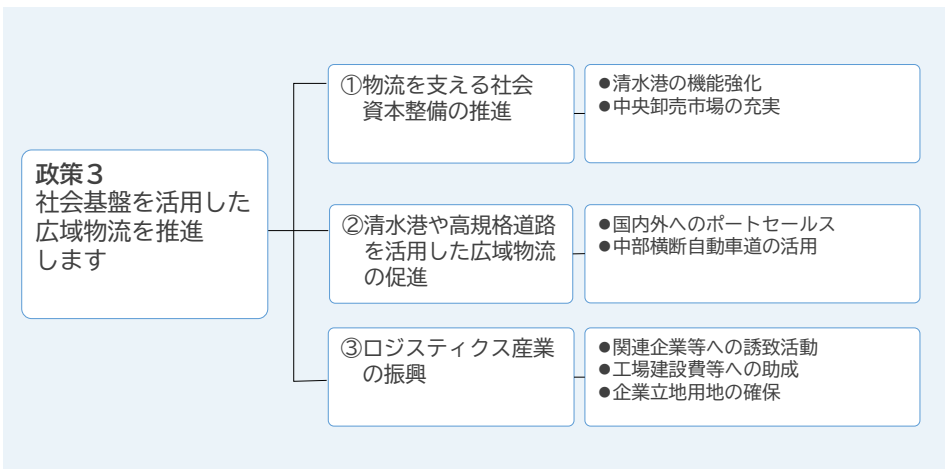 政策3
社会基盤を活用した
広域物流を推進
します
①物流を支える社会
資本整備の推進
●清水港の機能強化
●中央卸売市場の充実
②清水港や高規格道路
を活用した広域物流
の促進
●国内外へのポートセールス
●中部横断自動車道の活用
③ロジスティクス産業
の振興
●関連企業等への誘致活動
●工場建設費等への助成
●企業立地用地の確保